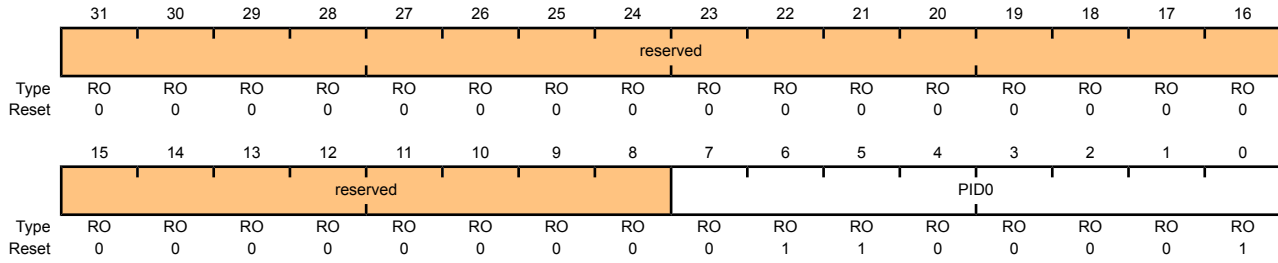 31 30 29 28 27 26 25 24 23 22 21 20 19 18 17 16
reserved
Type RO RO RO RO RO RO RO RO RO RO RO RO RO RO RO RO
Reset 0 0 0 0 0 0 0 0 0 0 0 0 0 0 0 0
15 14 13 12 11 10 9 8 7 6 5 4 3 2 1 0
reserved PID0
Type RO RO RO RO RO RO RO RO RO RO RO RO RO RO RO RO
Reset 0 0 0 0 0 0 0 0 0 1 1 0 0 0 0 1